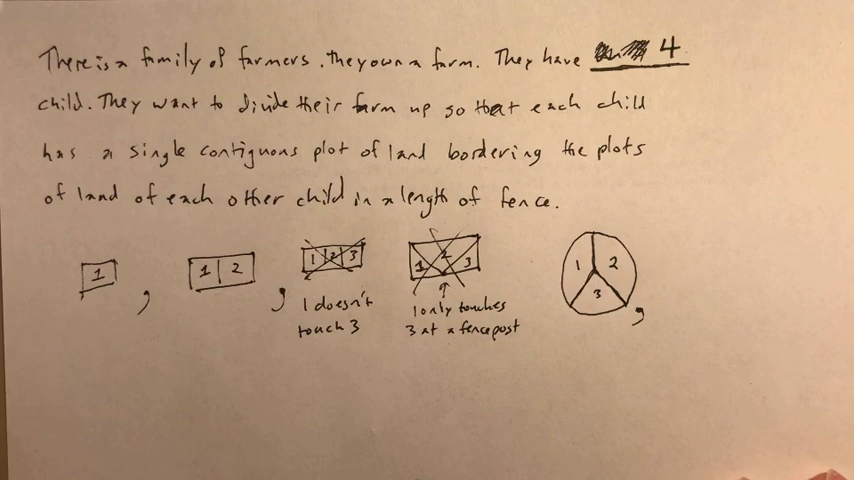 There is a family of farmers. they own a farm. They have 4
child. They want to divide their farm up so that each child
has a single contiguous plot of land bordering the plots
of land of each other child in a length of fence.
1 , 1 2 , 1 2 3 1 2 3 1 2 3 ,
1 doesn't touch 3
1 only touches 3 at a fencepost